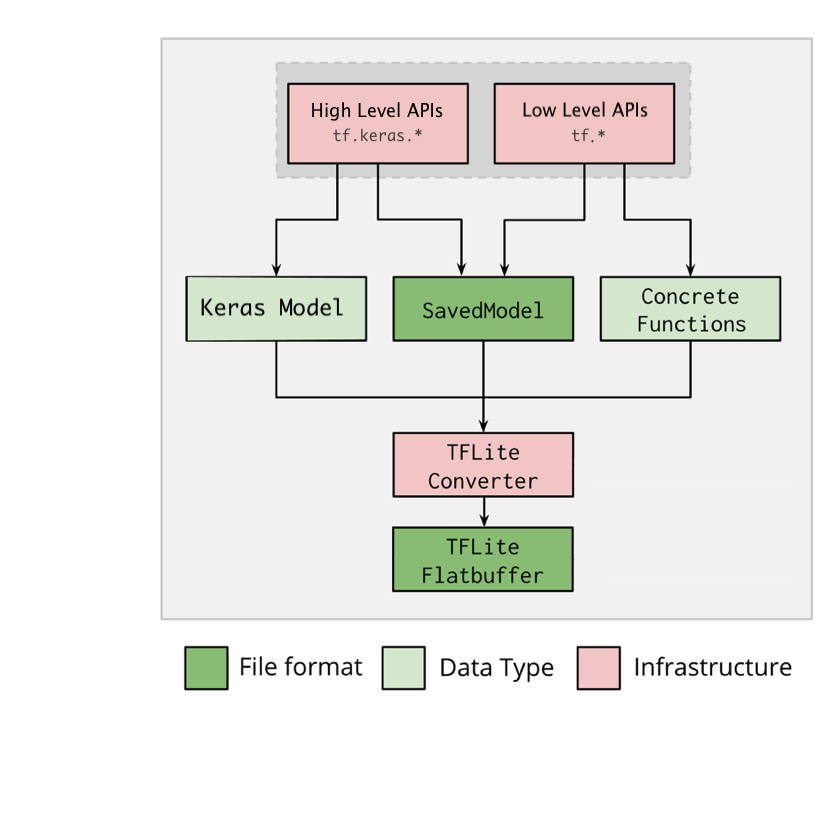 High Level APIs
tf.keras.*
Low Level APIs
tf.*
Keras Model
SavedModel
Concrete
Functions
TFLite
Converter
TFLite
Flatbuffer
File format
Data Type
Infrastructure